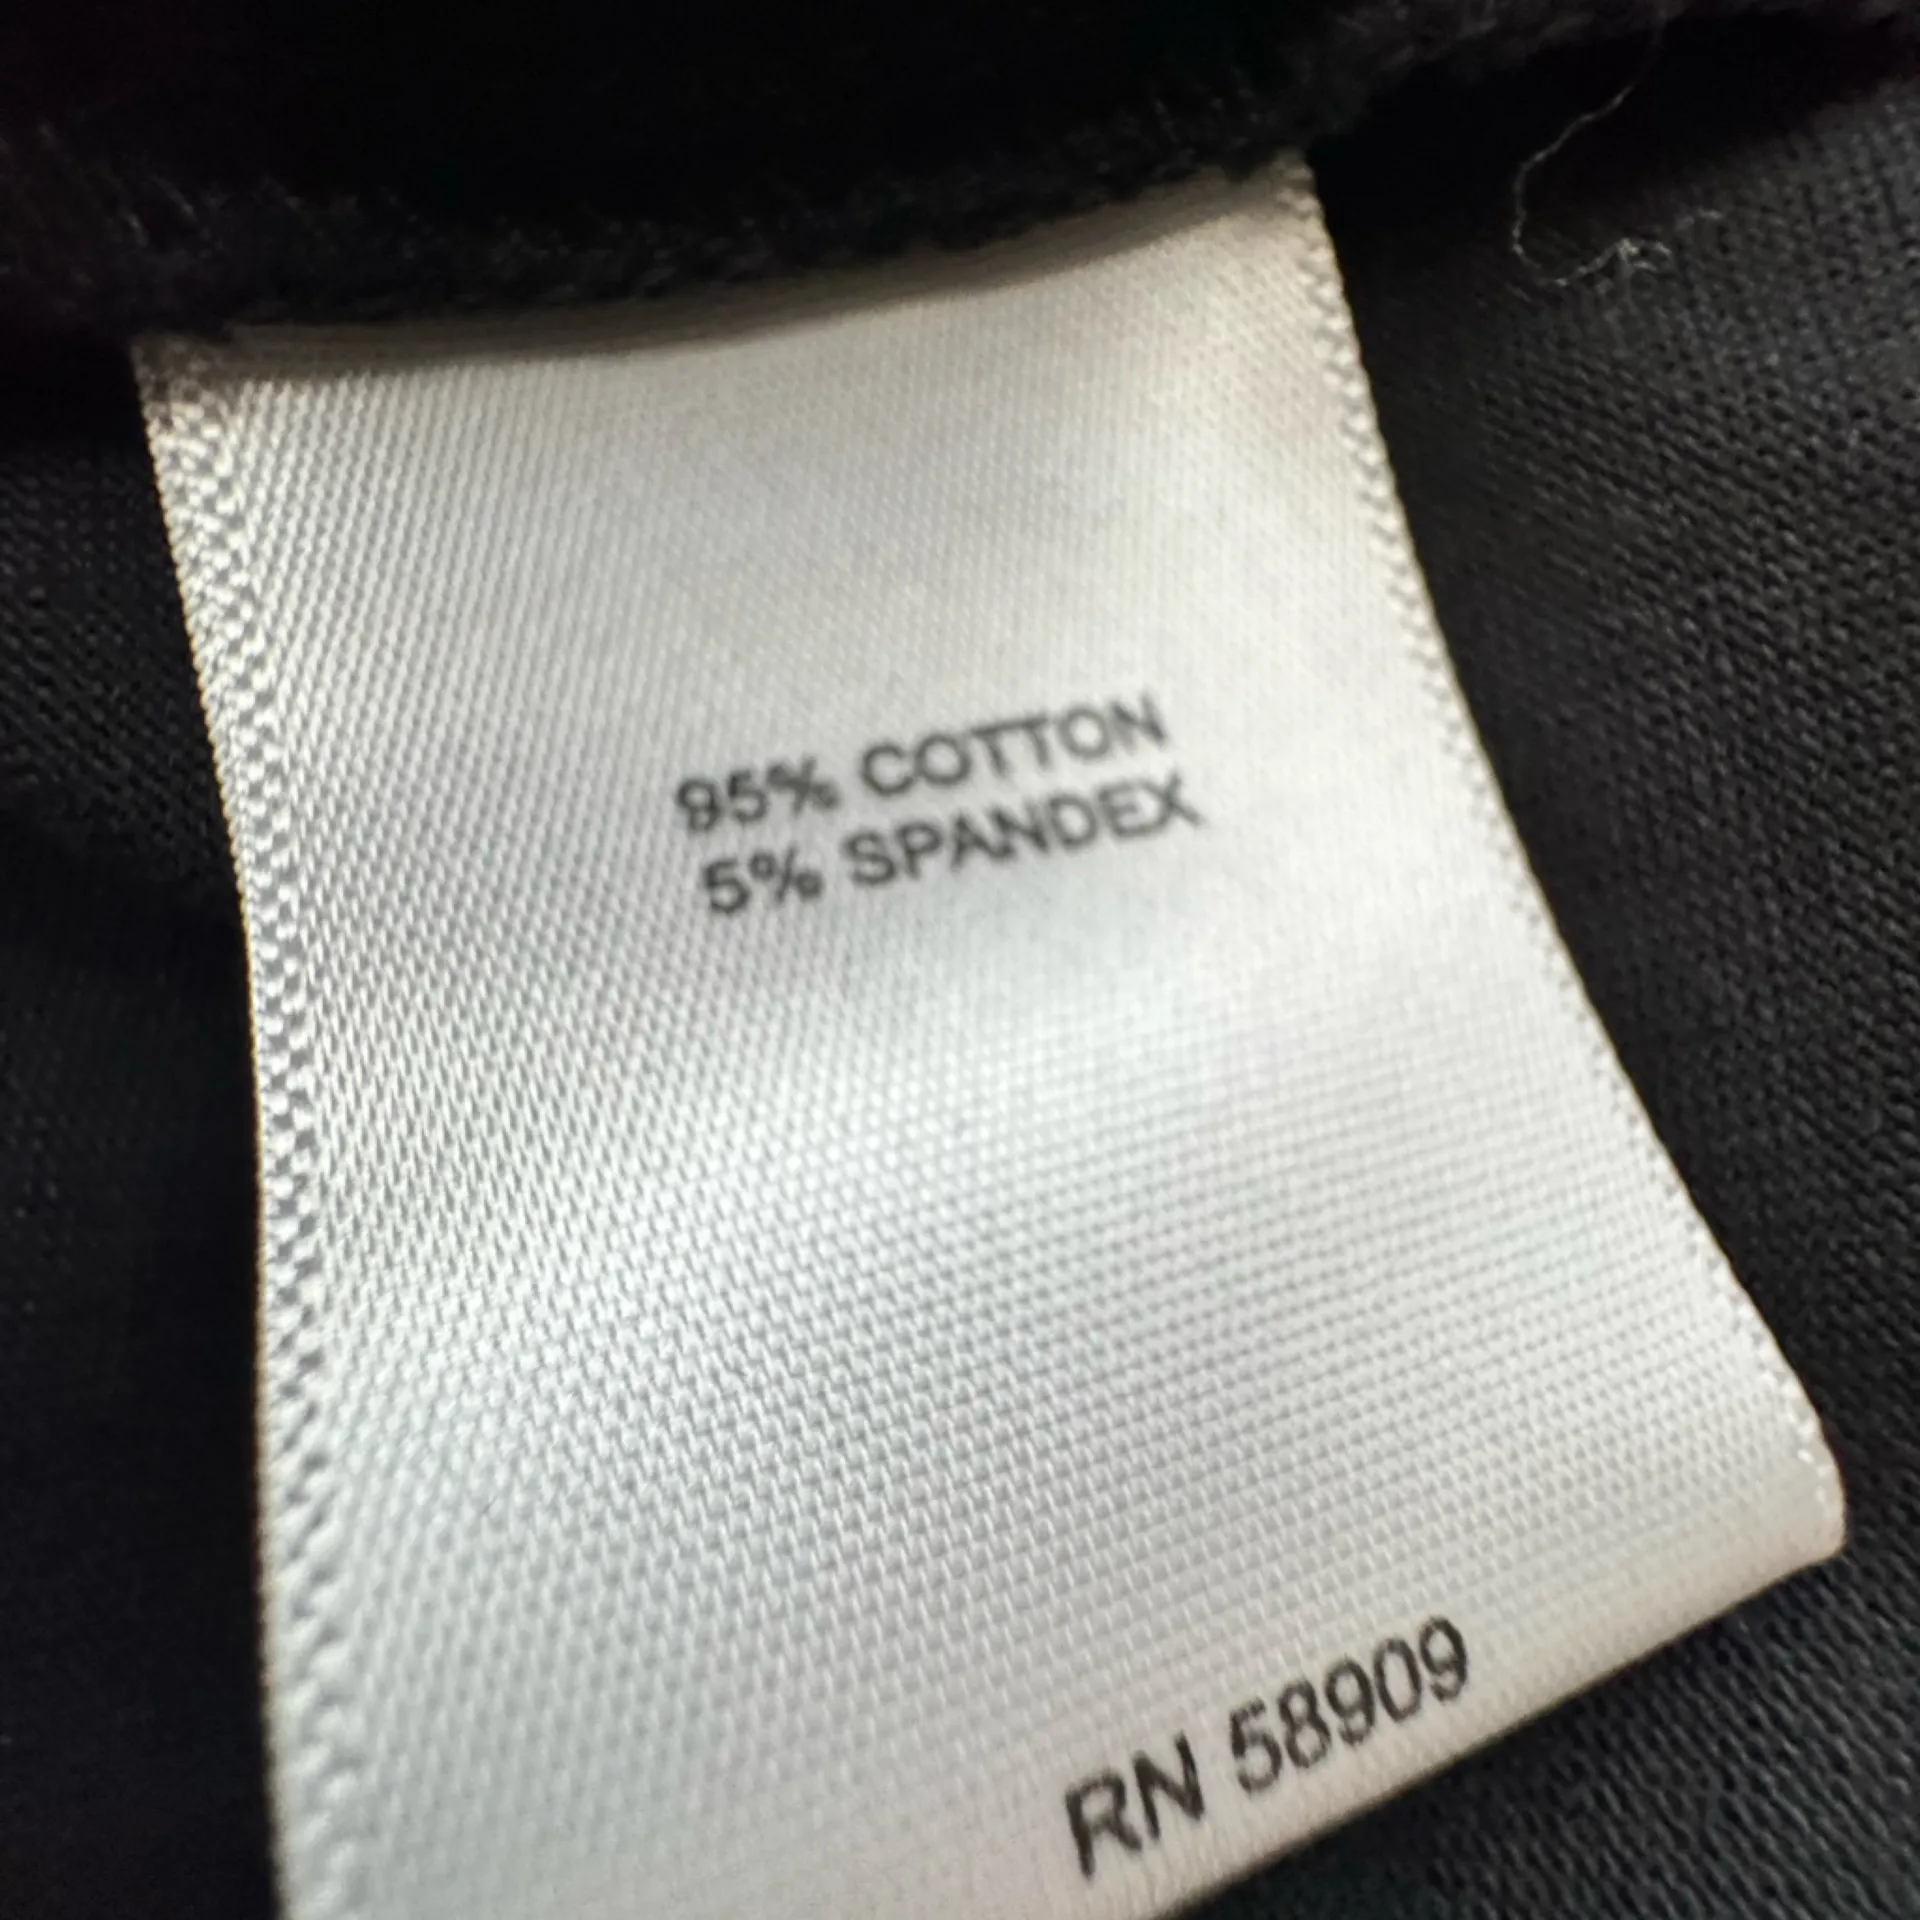 95% COTTON
5% SPANDEX
RN 58909